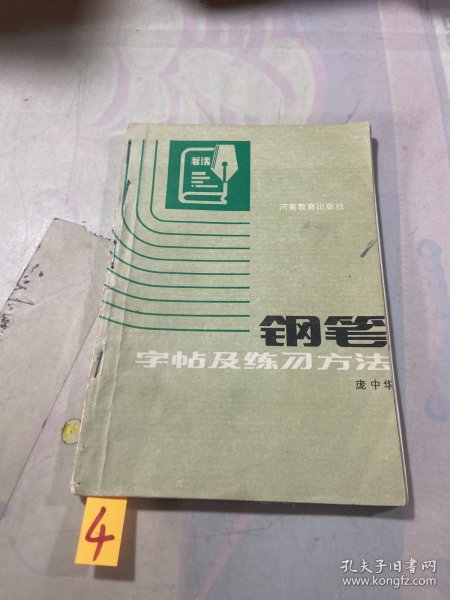 河南教育出版社
钢笔
字帖及练习方法
庞中华
4
孔夫子旧书网
www.kongfz.com